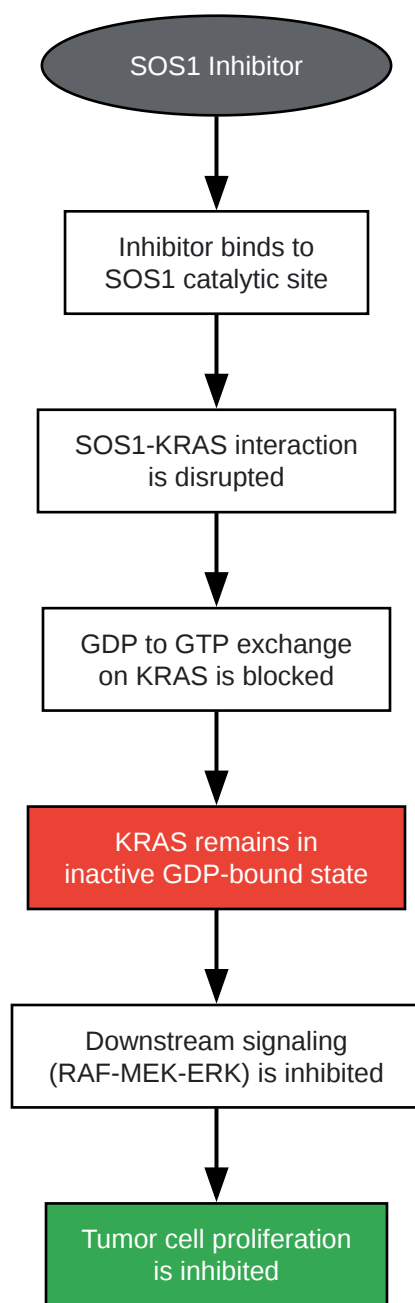 SOS1 Inhibitor
Inhibitor binds to
SOS1 catalytic site
SOS1-KRAS interaction
is disrupted
GDP to GTP exchange
on KRAS is blocked
KRAS remains in
inactive GDP-bound state
Downstream signaling
(RAF-MEK-ERK) is inhibited
Tumor cell proliferation
is inhibited